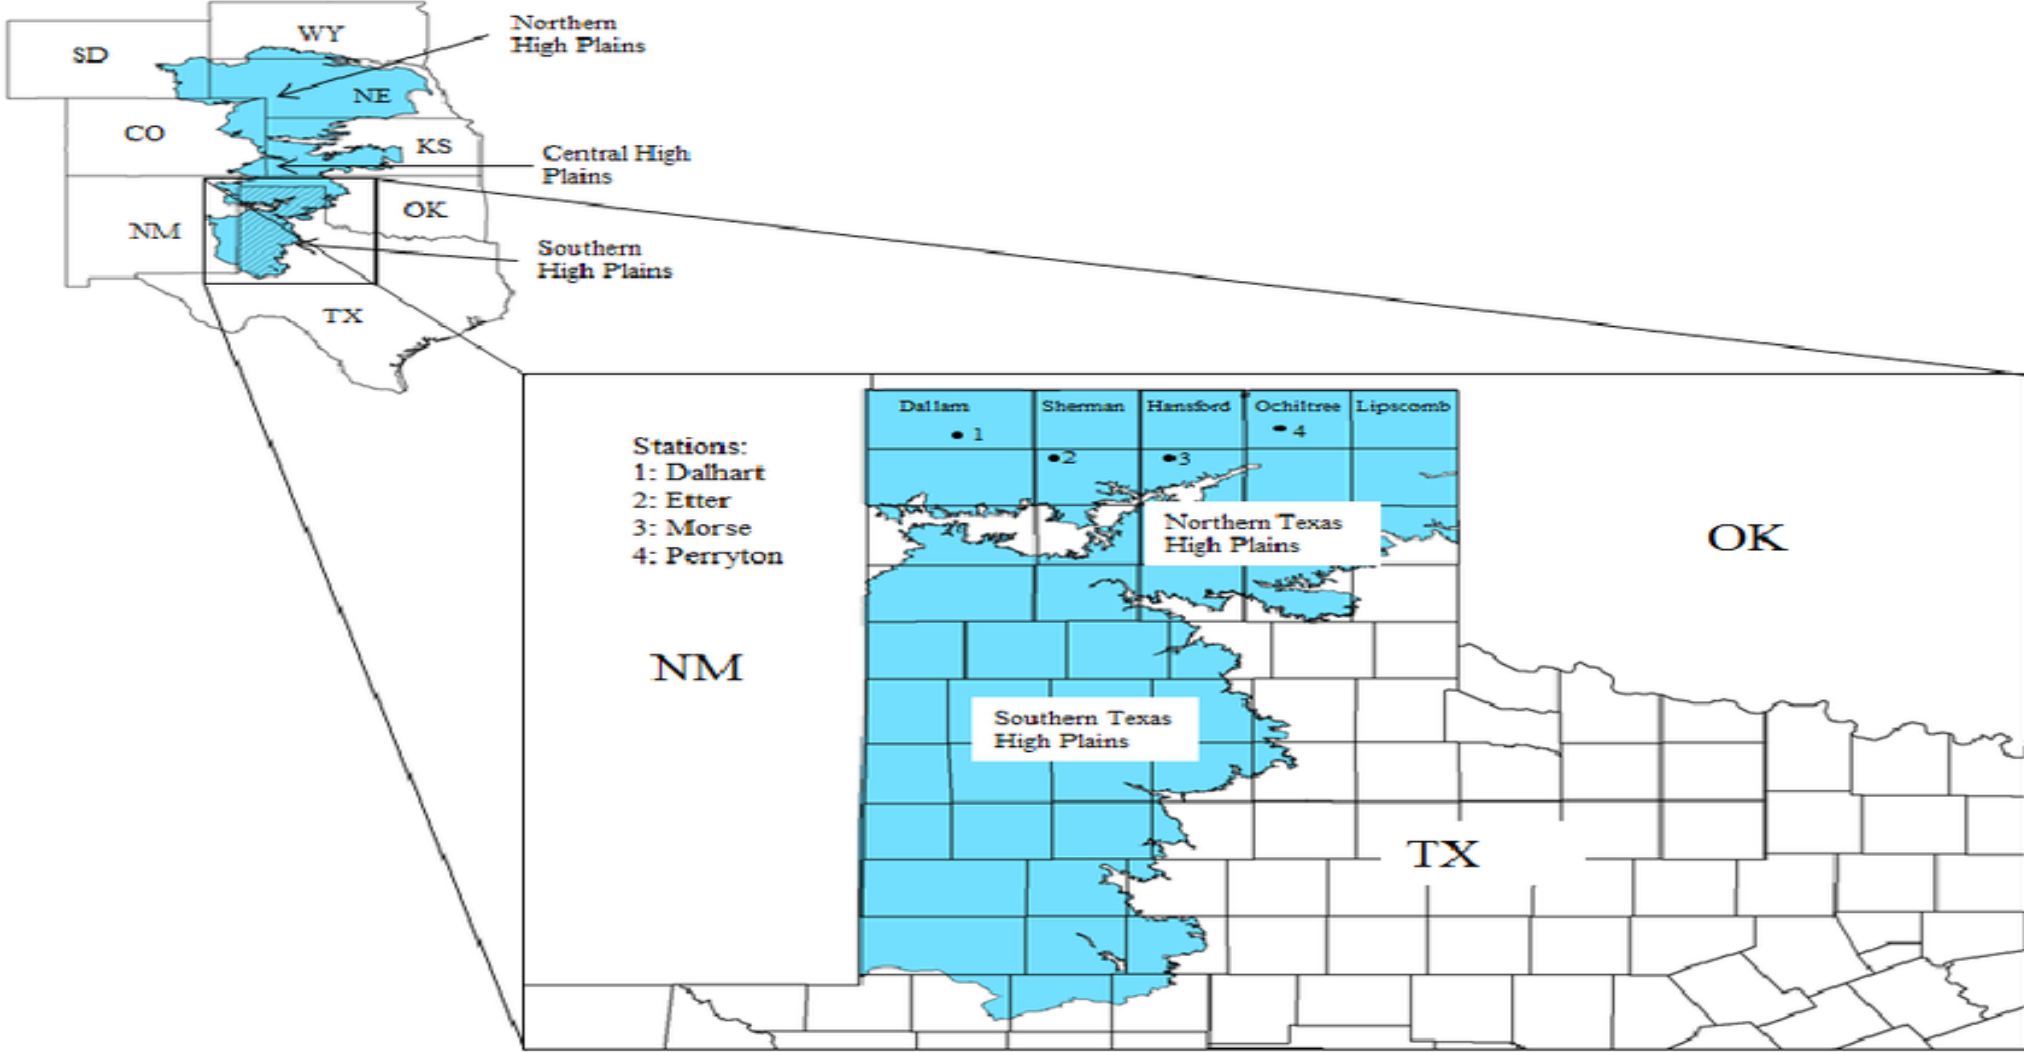 WY
Northern
High Plains
SD
NE
CO
KS
Central High
Plains
OK
NM
Southern
High Plains
TX
Dallam
Sherman
Hansford
Ochiltree
Lipscomb
1
4
2
3
Stations:
1: Dalhart
2: Etter
3: Morse
4: Perryton
Northern Texas
High Plains
OK
NM
Southern Texas
High Plains
TX